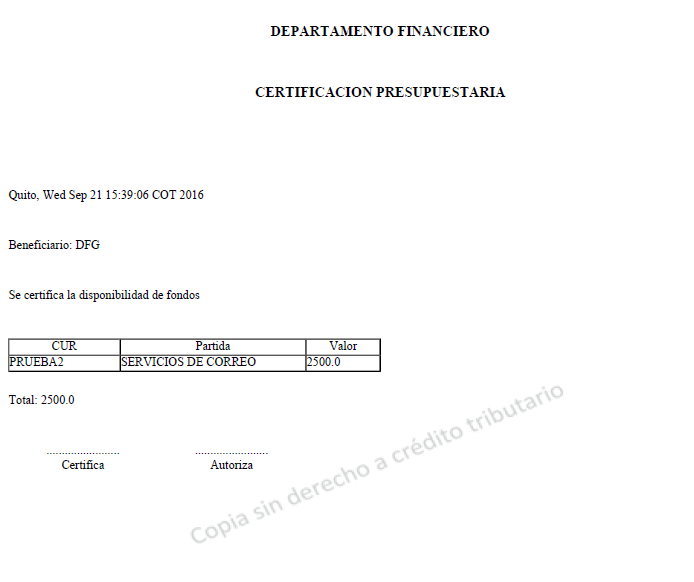 DEPARTAMENTO FINANCIERO
CERTIFICACION PRESUPUESTARIA
Quito, Wed Sep 21 15:39:06 COT 2016
Beneficiario: DFG
Se certifica la disponibilidad de fondos
CUR Partida Valor
PRUEBA2 SERVICIOS DE CORREO 2500.0
Total: 2500.0
........................ ........................
Certifica Autoriza
Copia sin derecho a crédito tributario